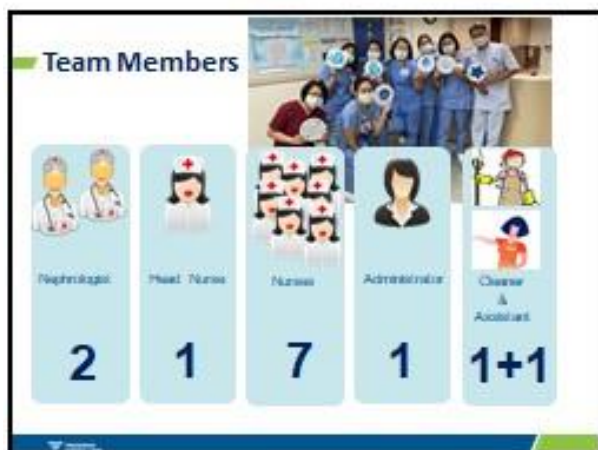 Team Members
Nephrologist
Head Nurse
Nurses
Administrator
Cleaner
&
Assistant
2
1
7
1
1+1